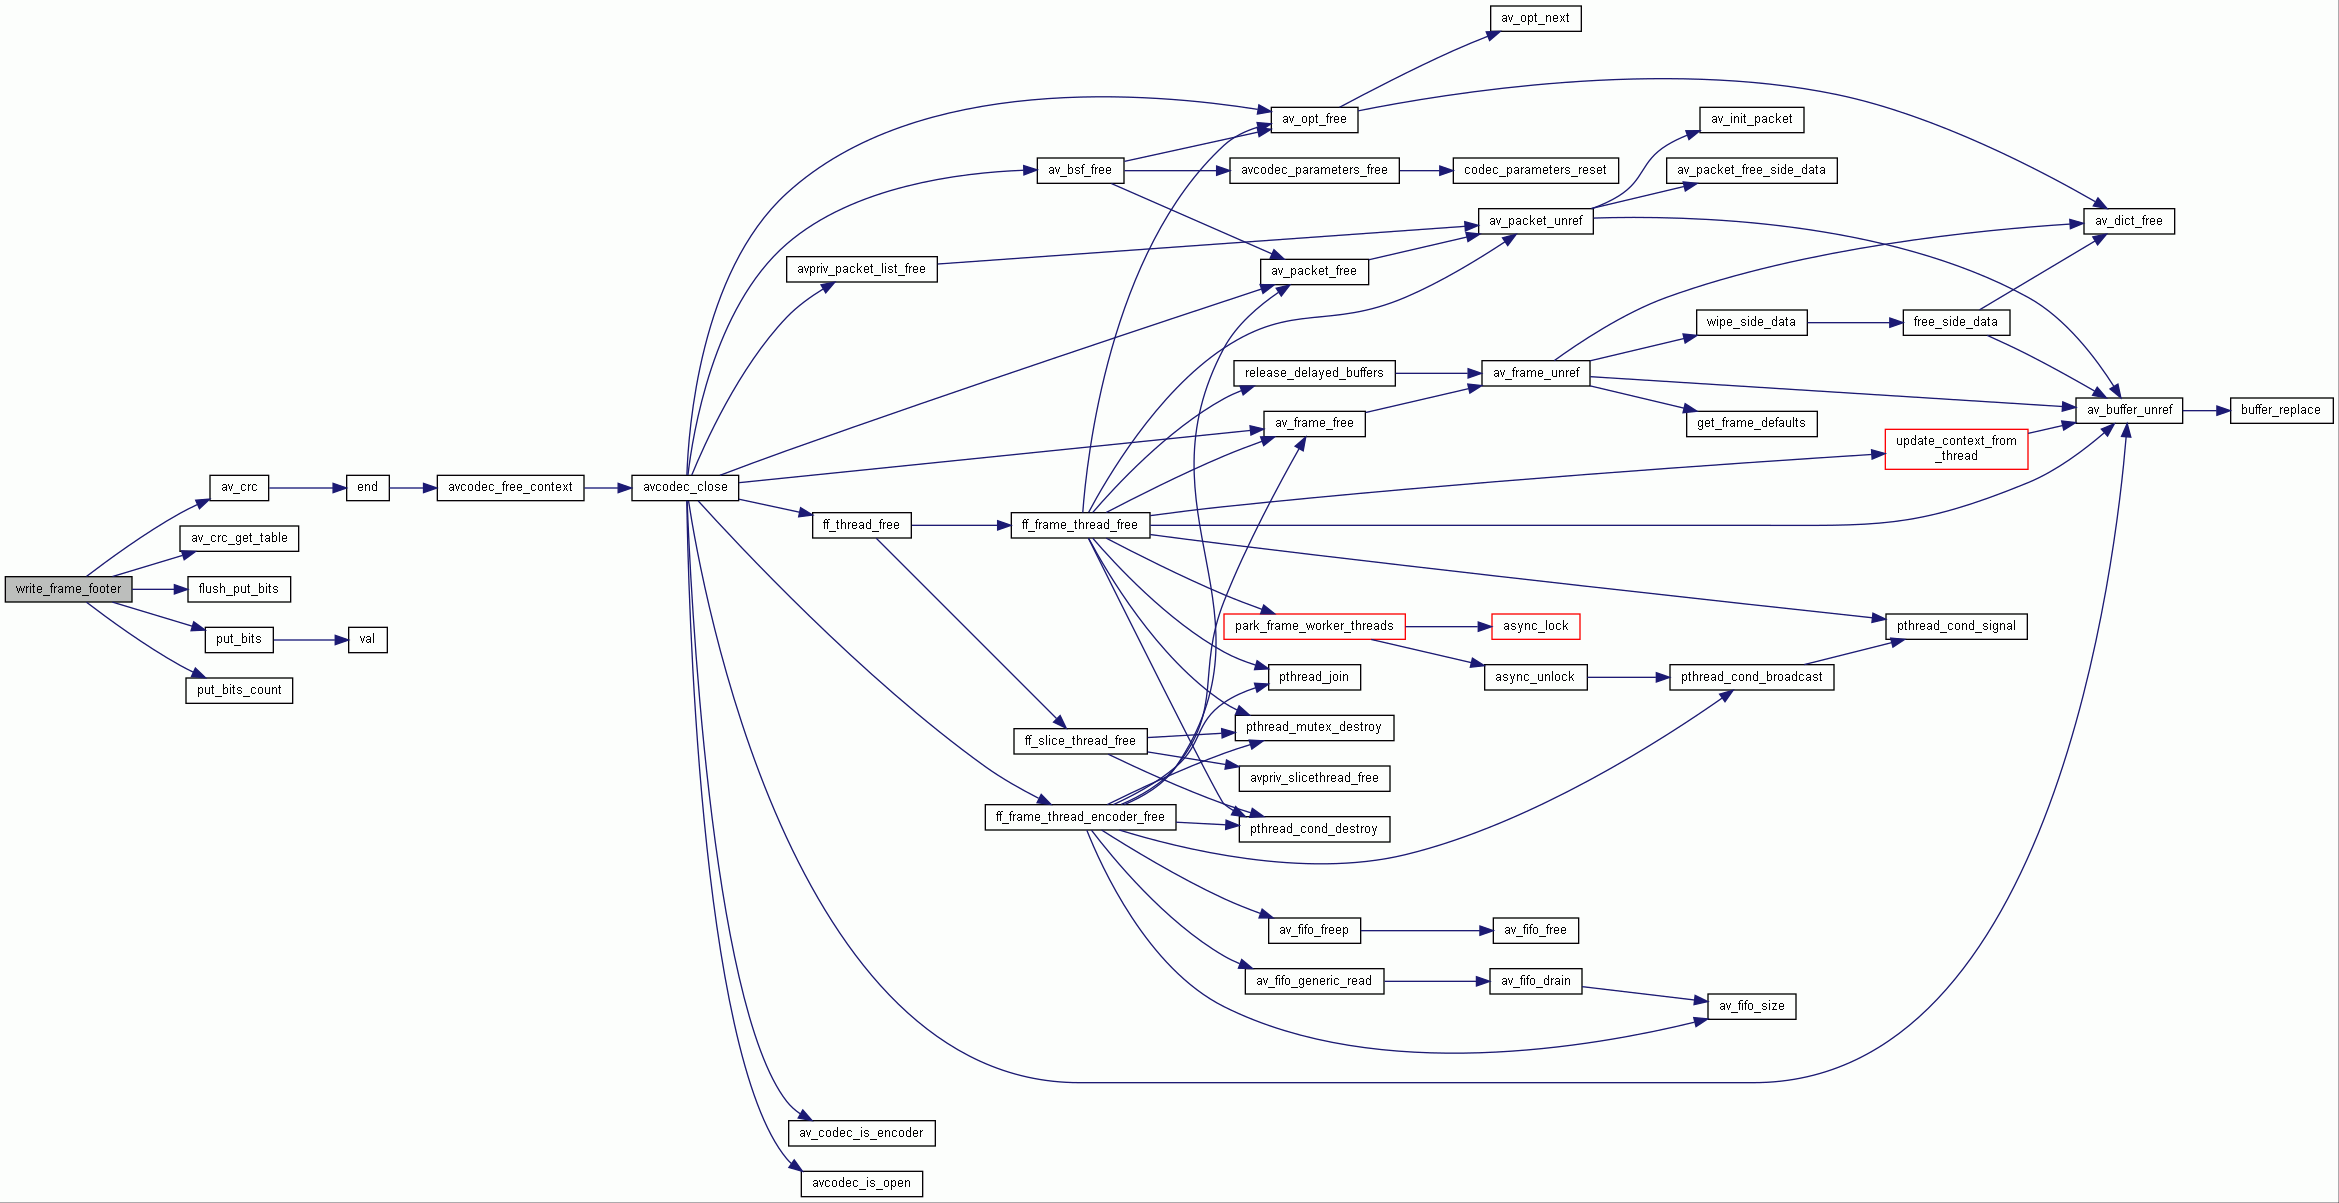 av_opt_next
av_opt_free
av_init_packet
av_bsf_free
avcodec_parameters_free
codec_parameters_reset
av_packet_free_side_data
av_packet_unref
av_dict_free
avpriv_packet_list_free
av_packet_free
wipe_side_data
free_side_data
release_delayed_buffers
av_frame_unref
av_buffer_unref
buffer_replace
av_frame_free
get_frame_defaults
update_context_from
_thread
av_crc
end
avcodec_free_context
avcodec_close
ff_thread_free
ff_frame_thread_free
av_crc_get_table
write_frame_footer
flush_put_bits
park_frame_worker_threads
async_lock
pthread_cond_signal
put_bits
val
pthread_join
async_unlock
pthread_cond_broadcast
put_bits_count
pthread_mutex_destroy
ff_slice_thread_free
avpriv_slicethread_free
ff_frame_thread_encoder_free
pthread_cond_destroy
av_fifo_freep
av_fifo_free
av_fifo_generic_read
av_fifo_drain
av_fifo_size
av_codec_is_encoder
avcodec_is_open